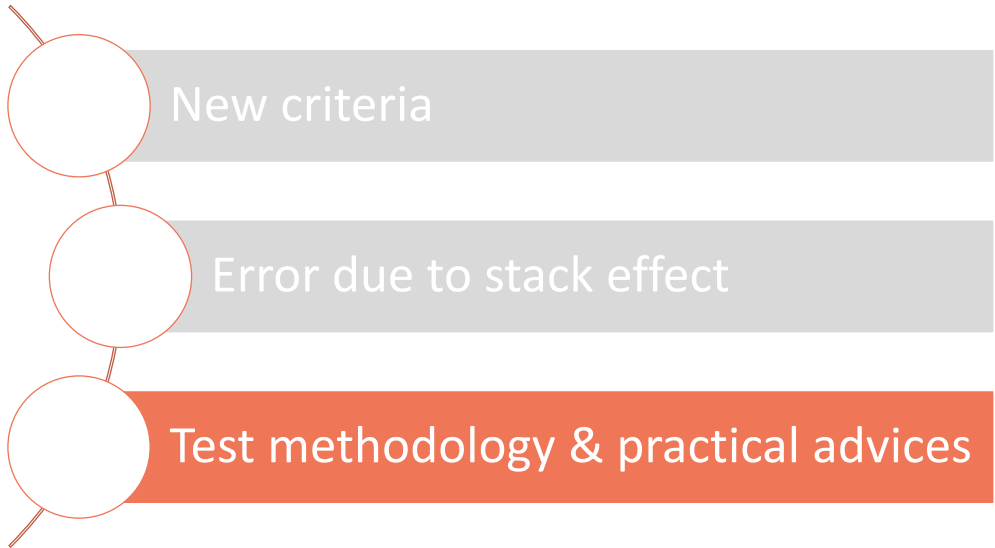 New criteria
Error due to stack effect
Test methodology & practical advices